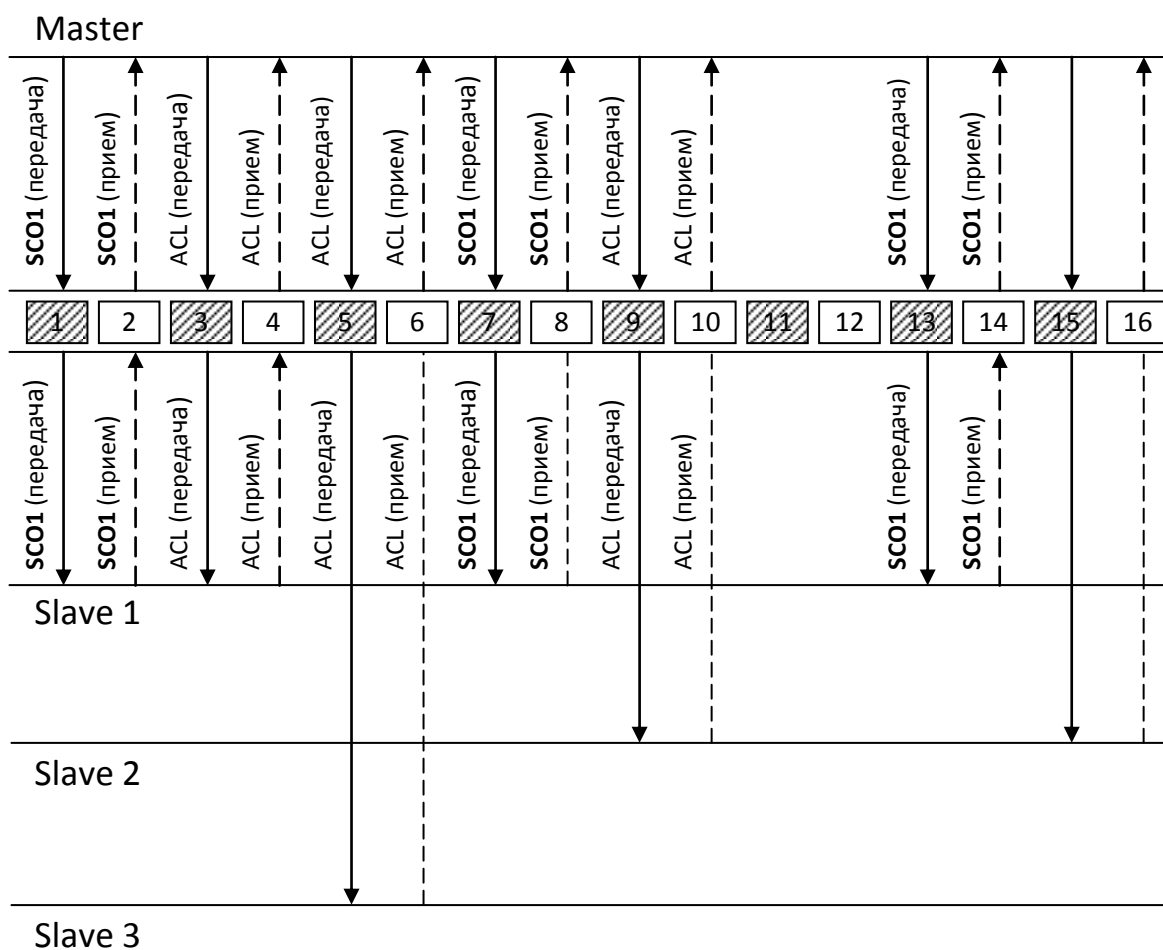 Master
SCO1 (передача)
SCO1 (прием)
ACL (передача)
ACL (прием)
ACL (передача)
ACL (прием)
SCO1 (передача)
SCO1 (прием)
ACL (передача)
ACL (прием)
SCO1 (передача)
SCO1 (прием)
1 2 3 4 5 6 7 8 9 10 11 12 13 14 15 16
SCO1 (передача)
SCO1 (прием)
ACL (передача)
ACL (прием)
ACL (передача)
ACL (прием)
SCO1 (передача)
SCO1 (прием)
ACL (передача)
ACL (прием)
SCO1 (передача)
SCO1 (прием)
Slave 1
Slave 2
Slave 3